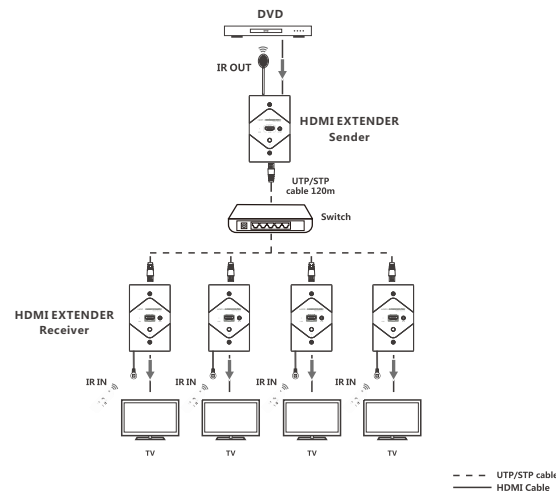 DVD
IR OUT
HDMI EXTENDER
Sender
UTP/STP
cable 120m
Switch
HDMI EXTENDER
Receiver
IR IN
IR IN
IR IN
IR IN
TV
TV
TV
TV
UTP/STP cable
HDMI Cable